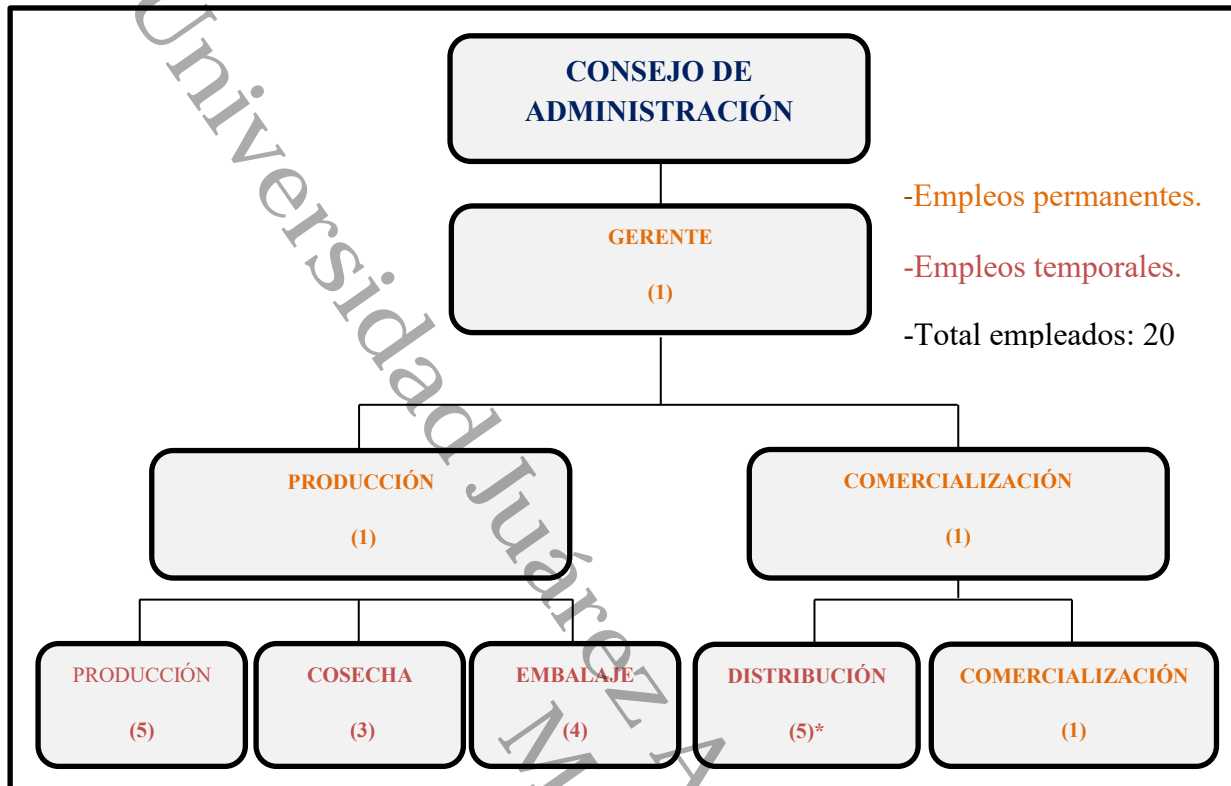 CONSEJO DE
ADMINISTRACIÓN
-Empleos permanentes.
GERENTE
(1)
-Empleos temporales.
-Total empleados: 20
PRODUCCIÓN
(1)
COMERCIALIZACIÓN
(1)
PRODUCCIÓN
(5)
COSECHA
(3)
EMBALAJE
(4)
DISTRIBUCIÓN
(5)*
COMERCIALIZACIÓN
(1)
Universidad Juárez A
M